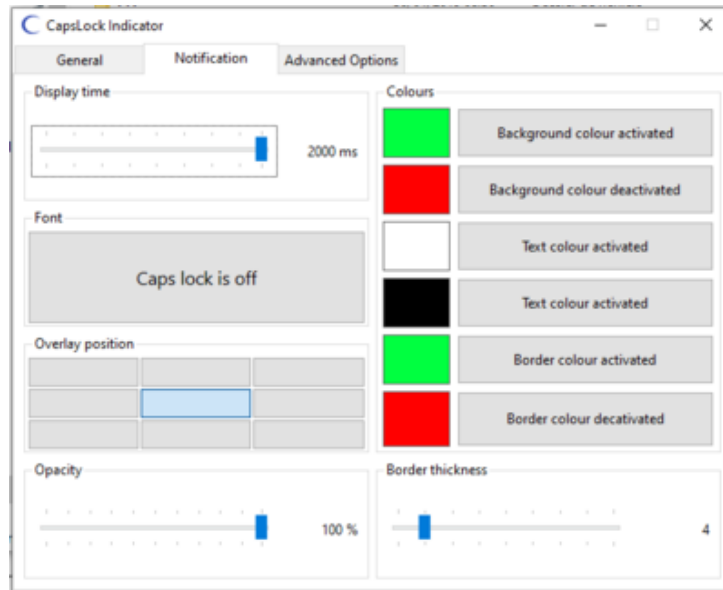 CapsLock Indicator
General Notification Advanced Options
Display time
2000 ms
Font
Caps lock is off
Overlay position
Opacity
100 %
Colours
Background colour activated
Background colour deactivated
Text colour activated
Text colour activated
Border colour activated
Border colour decativated
Border thickness
4